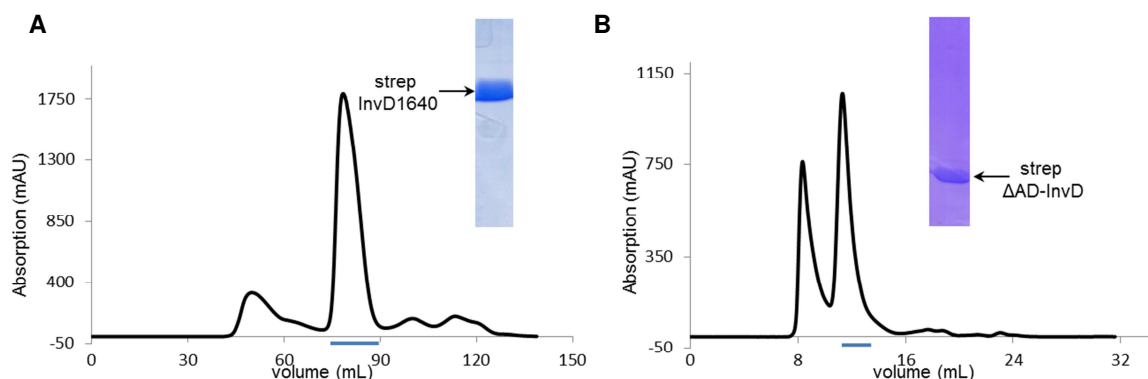 A
Absorption (mAU)
1750
1300
850
400
-50
0
30
60
90
120
150
volume (mL)
strep
InvD1640
B
Absorption (mAU)
1150
750
350
-50
0
8
16
24
32
volume (mL)
strep
ΔAD-InvD